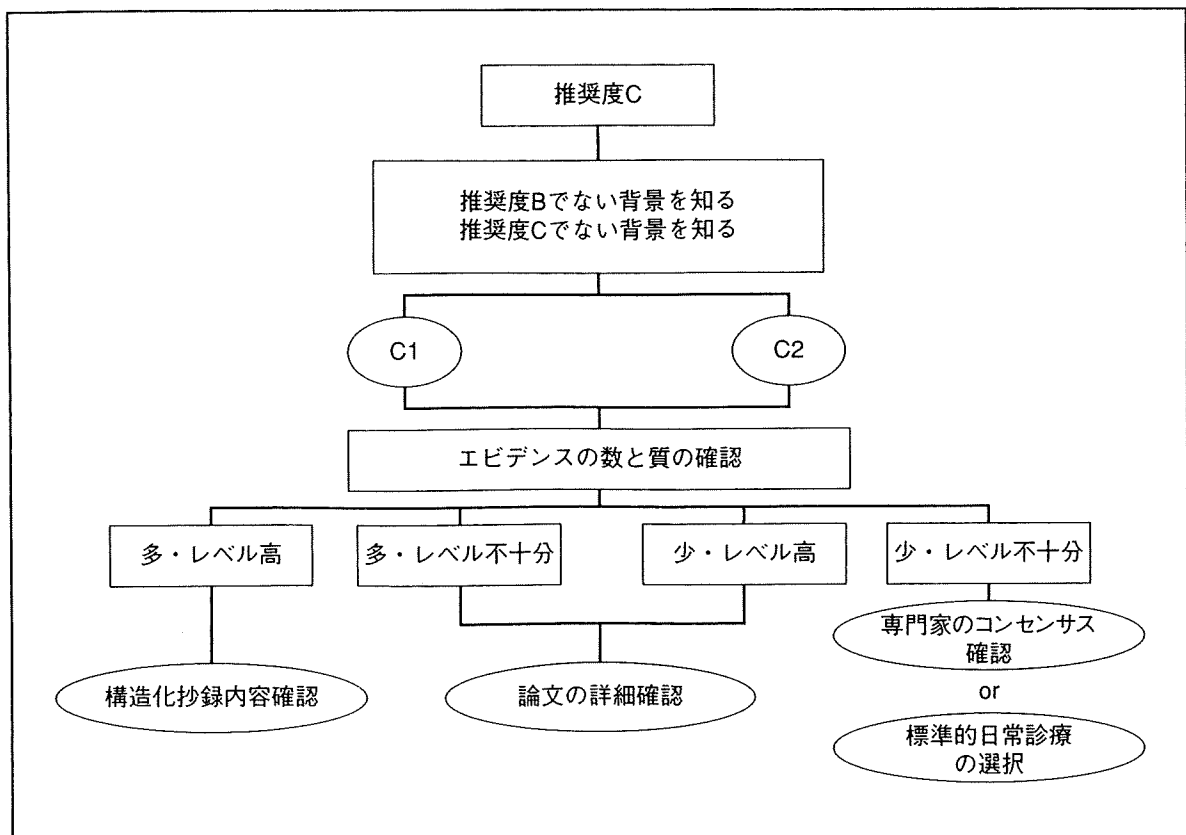 推奨度C
推奨度Bでない背景を知る
推奨度Cでない背景を知る
C1
C2
エビデンスの数と質の確認
多・レベル高
多・レベル不十分
少・レベル高
少・レベル不十分
構造化抄録内容確認
論文の詳細確認
専門家のコンセンサス
確認
or
標準的日常診療
の選択